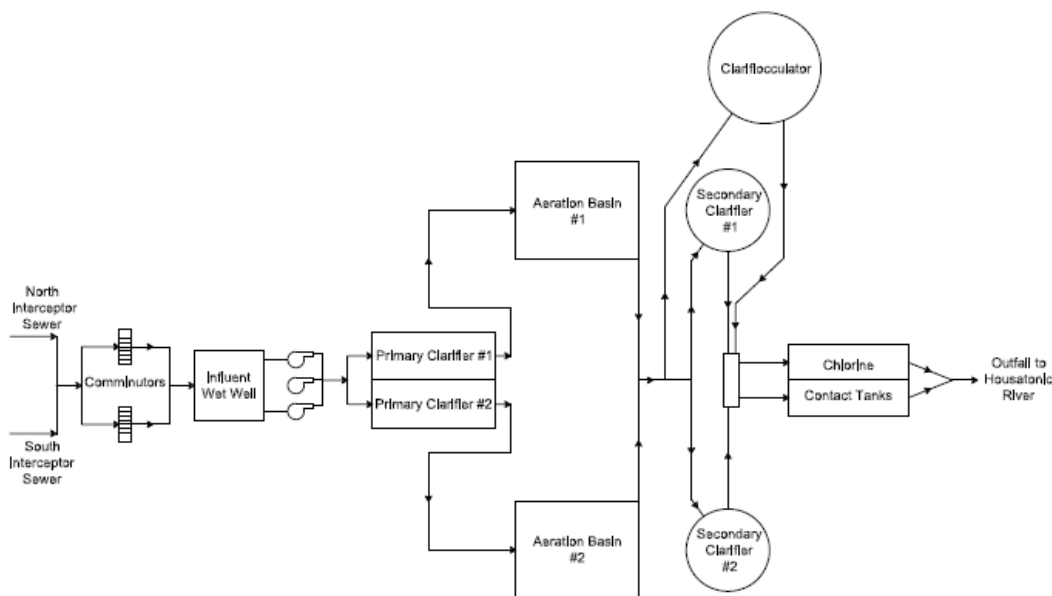 Clariflocculator
Aeration Basin
#1
Secondary
Clarifier
#1
North
Interceptor
Sewer
Comminutors
South
Interceptor
Sewer
Influent
Wet Well
Primary Clarifier #1
Primary Clarifier #2
Chlorine
Contact Tanks
Outfall to
Housatonic
River
Aeration Basin
#2
Secondary
Clarifier
#2